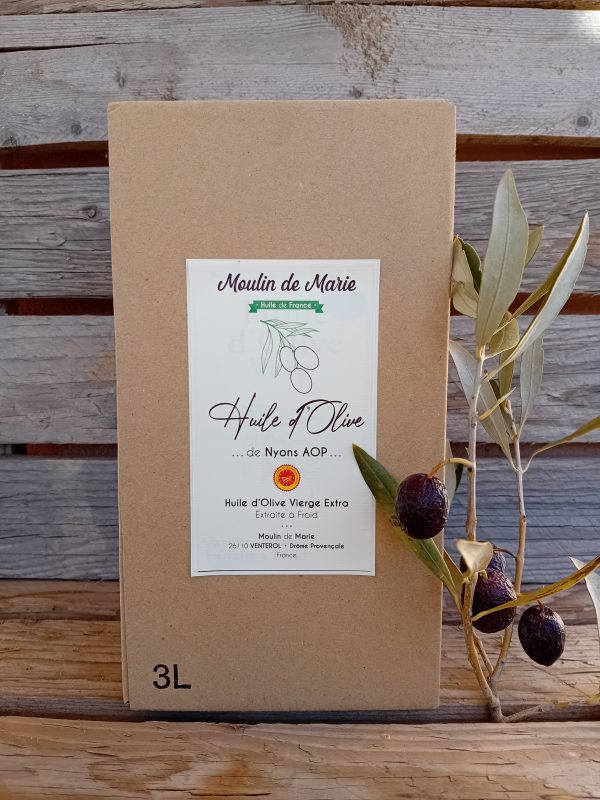 Moulin de Marie
• Huile de France •
Huile d'Olive
...de Nyons AOP...
Huile d'Olive Vierge Extra
Extraite à Froid
...
Moulin de Marie
26110 VENTEROL • Drôme Provençale
France
3L